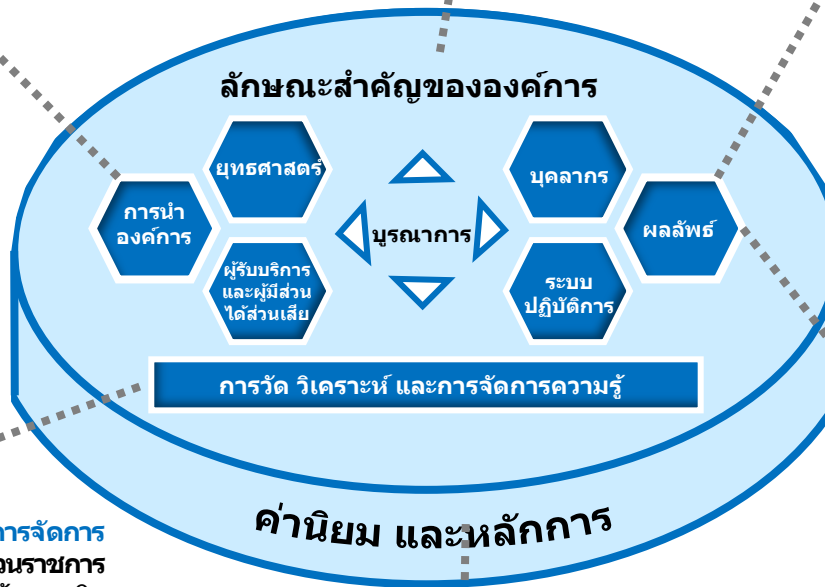 ลักษณะสำคัญขององค์การ
ยุทธศาสตร์
บุคลากร
การนำ
องค์การ
บูรณาการ
ผลลัพธ์
ผู้รับบริการ
และผู้มีส่วน
ได้ส่วนเสีย
ระบบ
ปฏิบัติการ
การวัด วิเคราะห์ และการจัดการความรู้
ค่านิยม และหลักการ
การจัดการ
วนราชการ